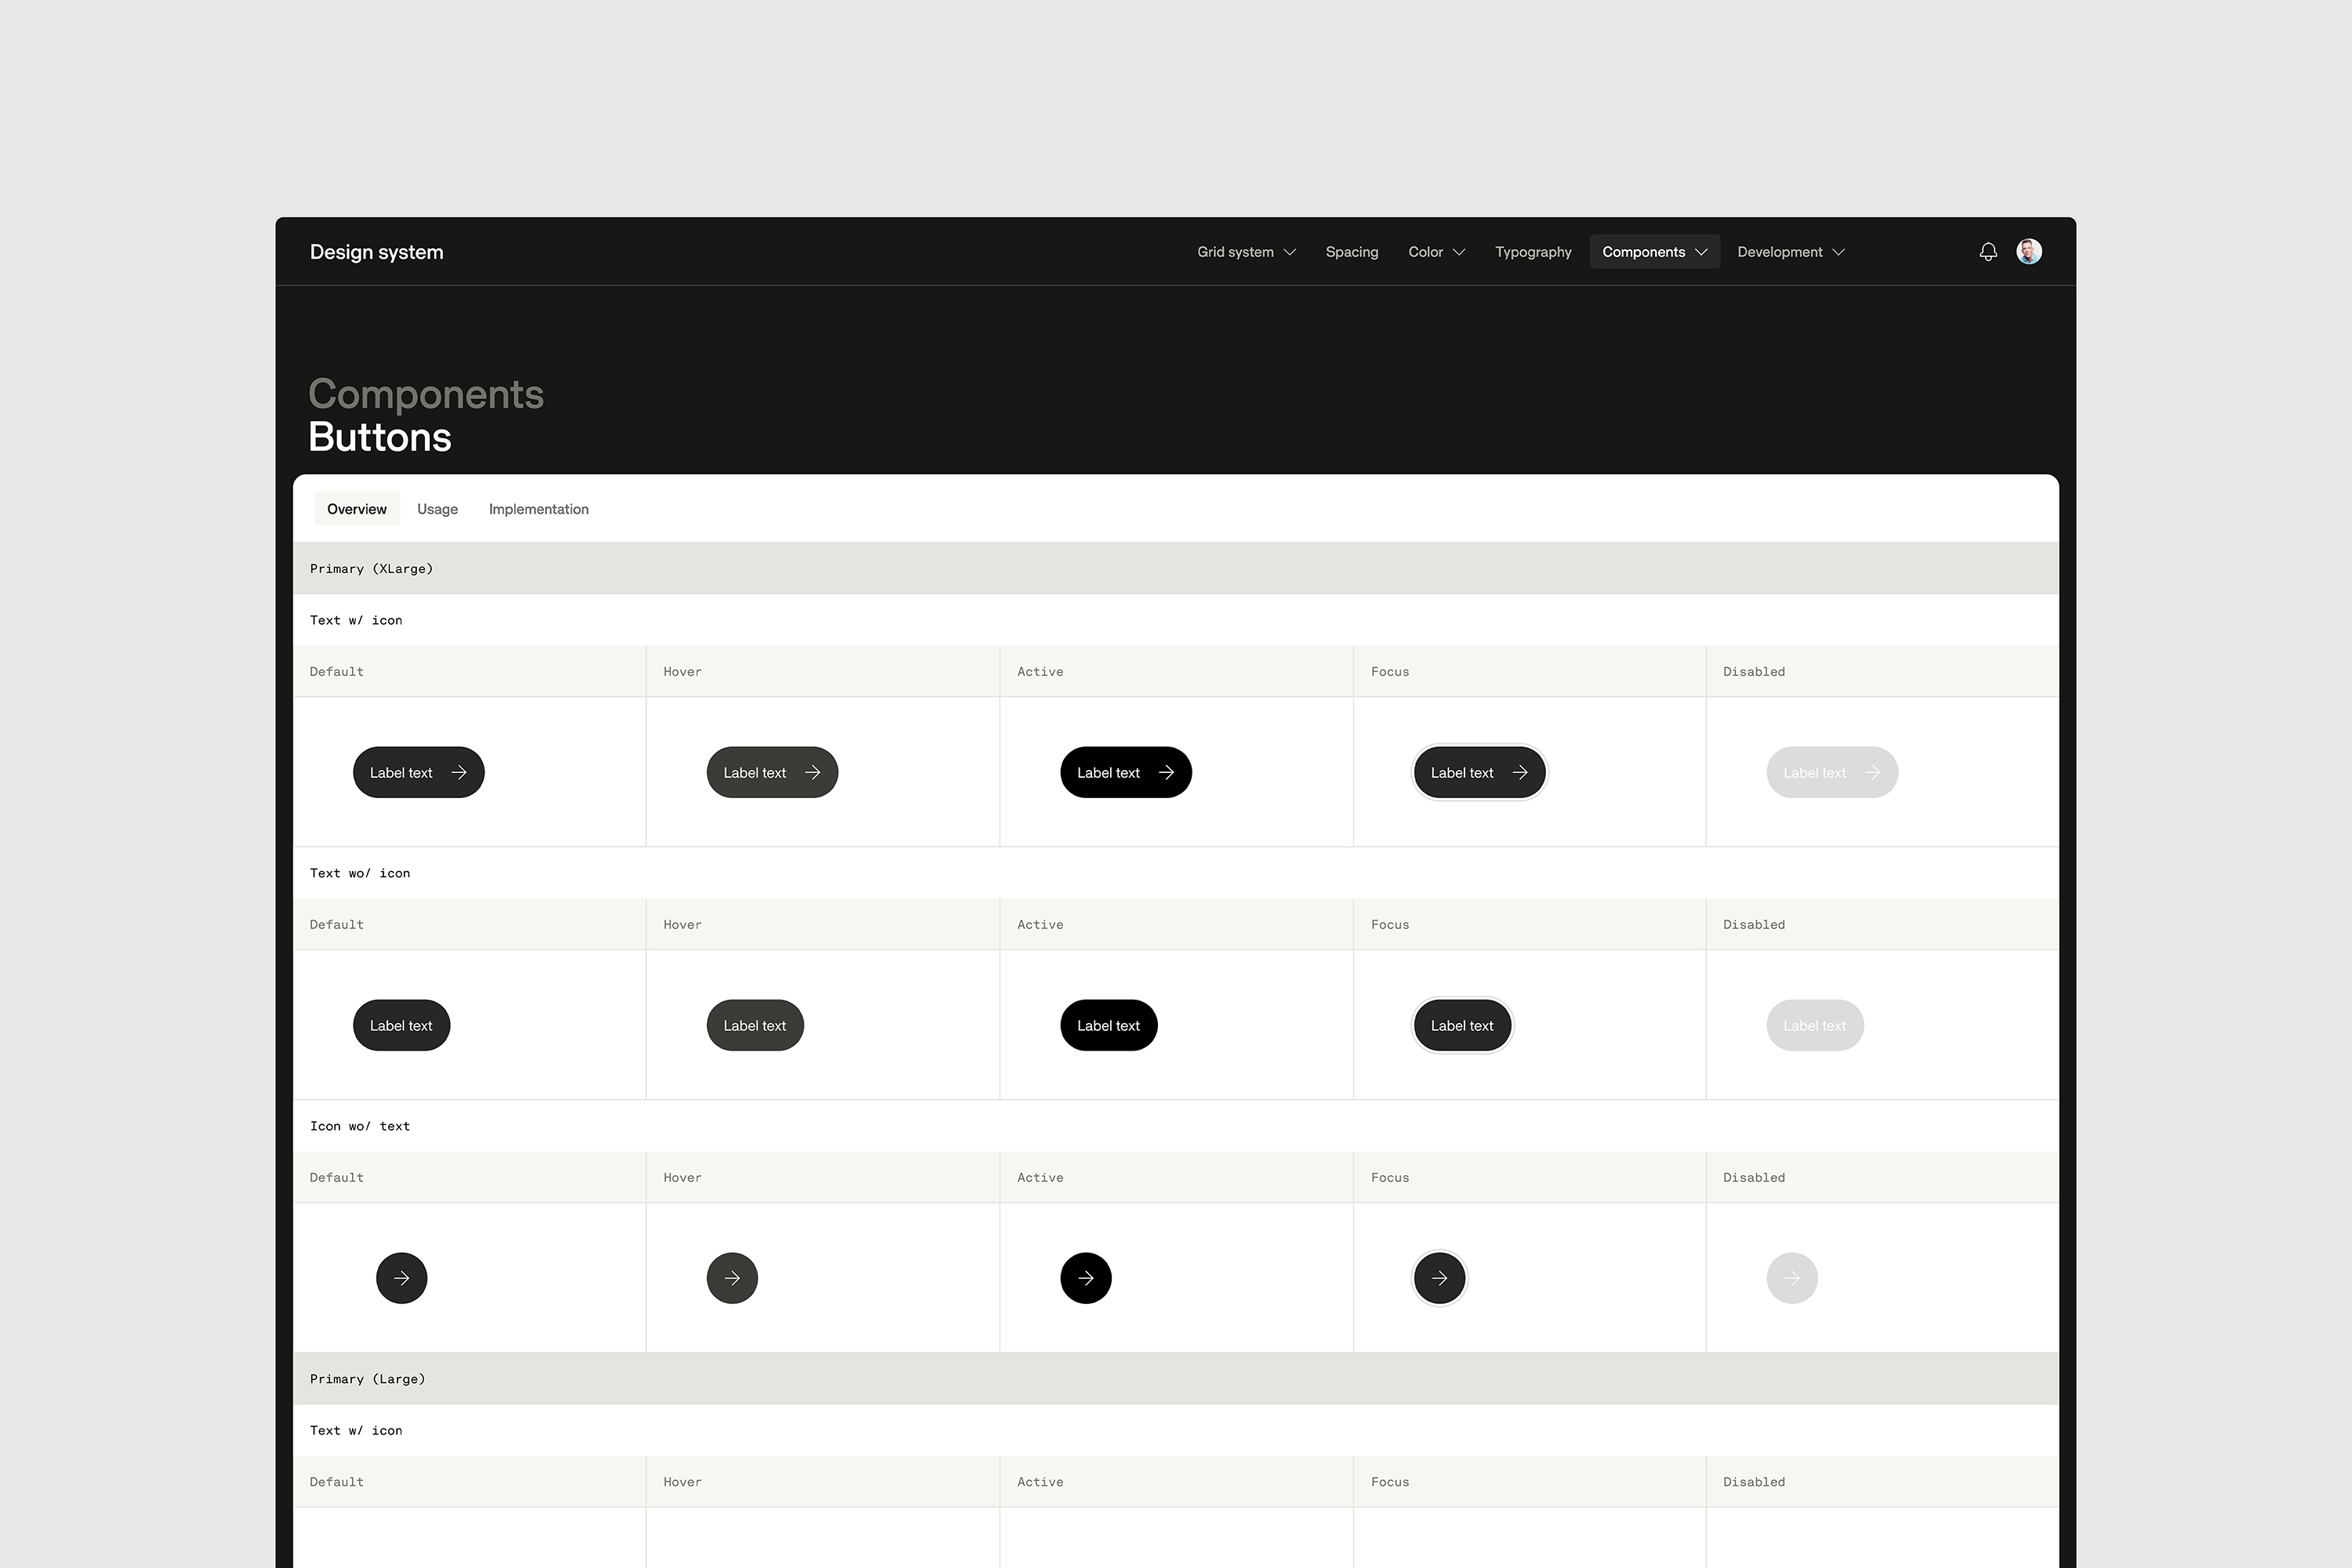 Design system
Grid system Spacing Color Typography Components Development
Components
Buttons
Overview Usage Implementation
Primary (XLarge)
Text w/ icon
Default Hover Active Focus Disabled
Label text Label text Label text Label text Label text
Text wo/ icon
Default Hover Active Focus Disabled
Label text Label text Label text Label text Label text
Icon wo/ text
Default Hover Active Focus Disabled
Primary (Large)
Text w/ icon
Default Hover Active Focus Disabled